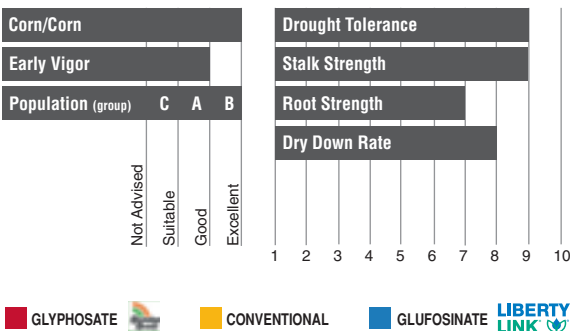 Corn/Corn
Early Vigor
Population (group) C A B
Not Advised
Suitable
Good
Excellent
Drought Tolerance
Stalk Strength
Root Strength
Dry Down Rate
1 2 3 4 5 6 7 8 9 10
GLYPHOSATE
CONVENTIONAL
GLUFOSINATE
LIBERTY
LINK